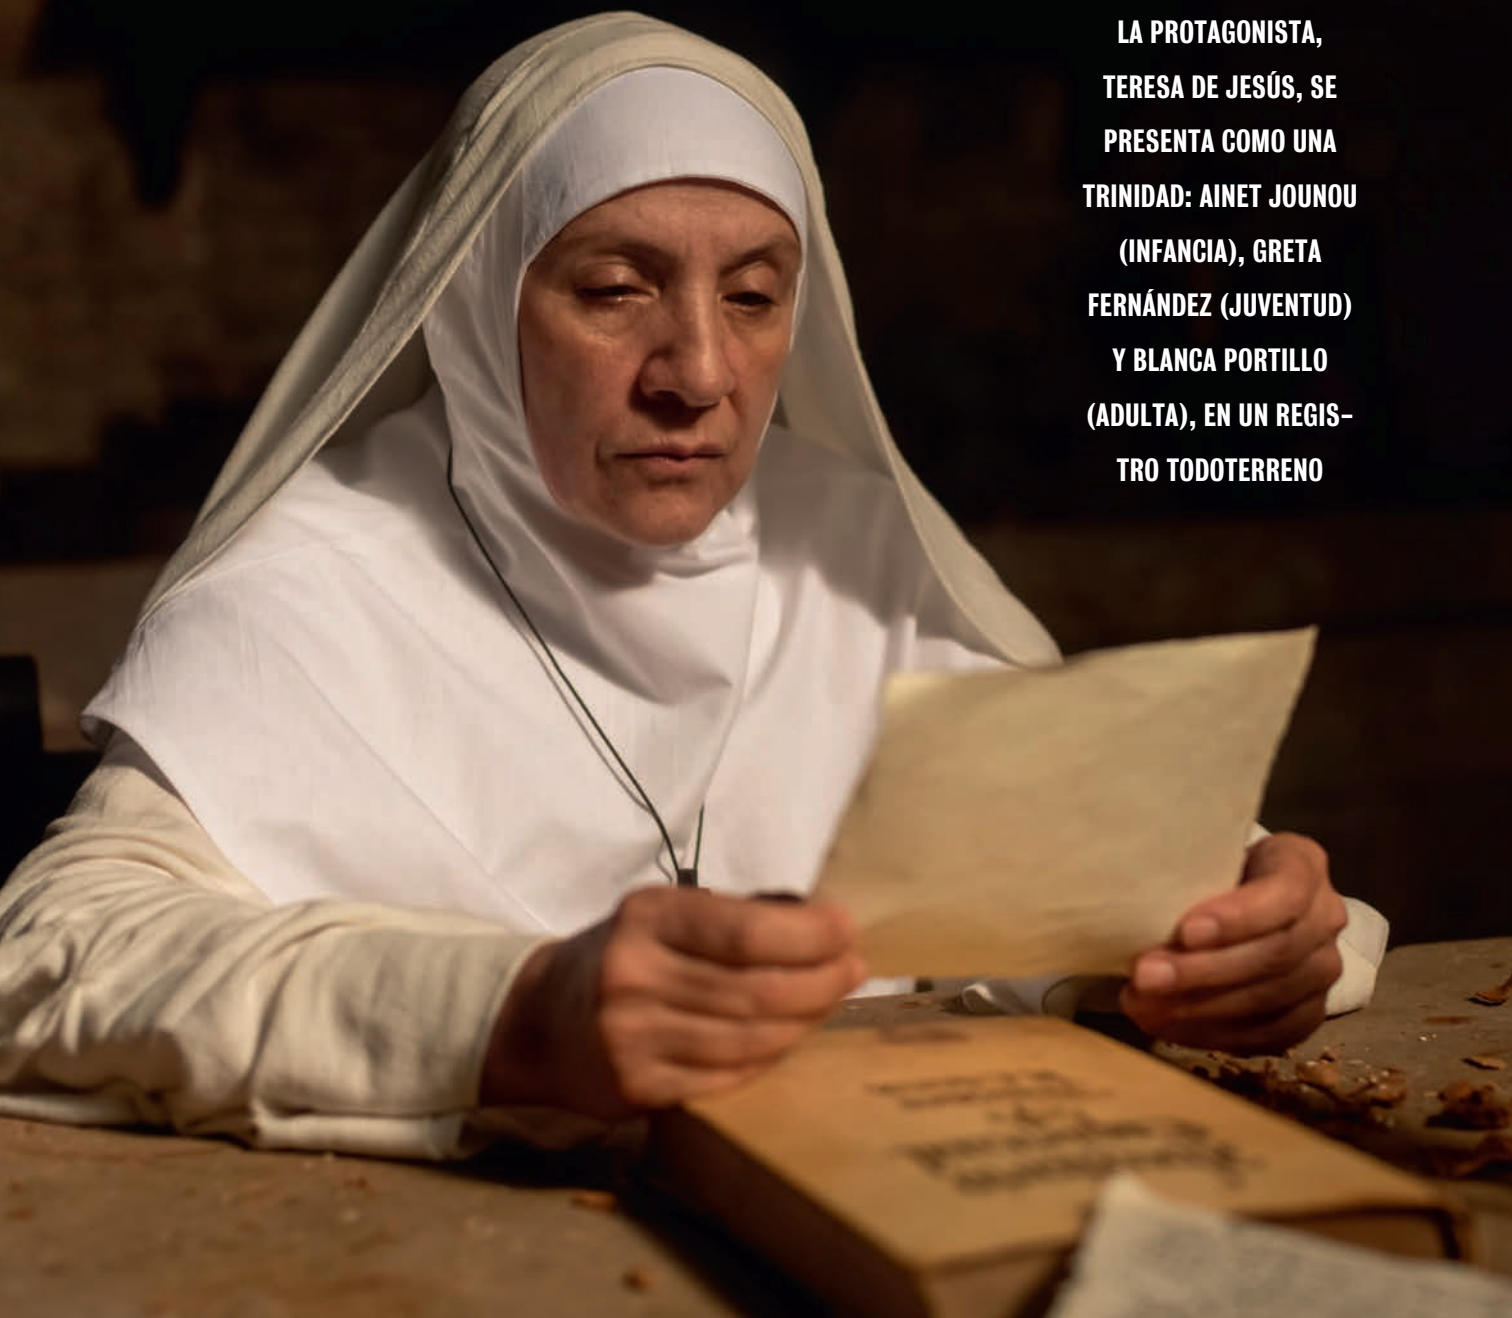 LA PROTAGONISTA,
TERESA DE JESÚS, SE
PRESENTA COMO UNA
TRINIDAD: AINET JOUNOU
(INFANCIA), GRETA
FERNÁNDEZ (JUVENTUD)
Y BLANCA PORTILLO
(ADULTA), EN UN REGIS-
TRO TODOTERRENO